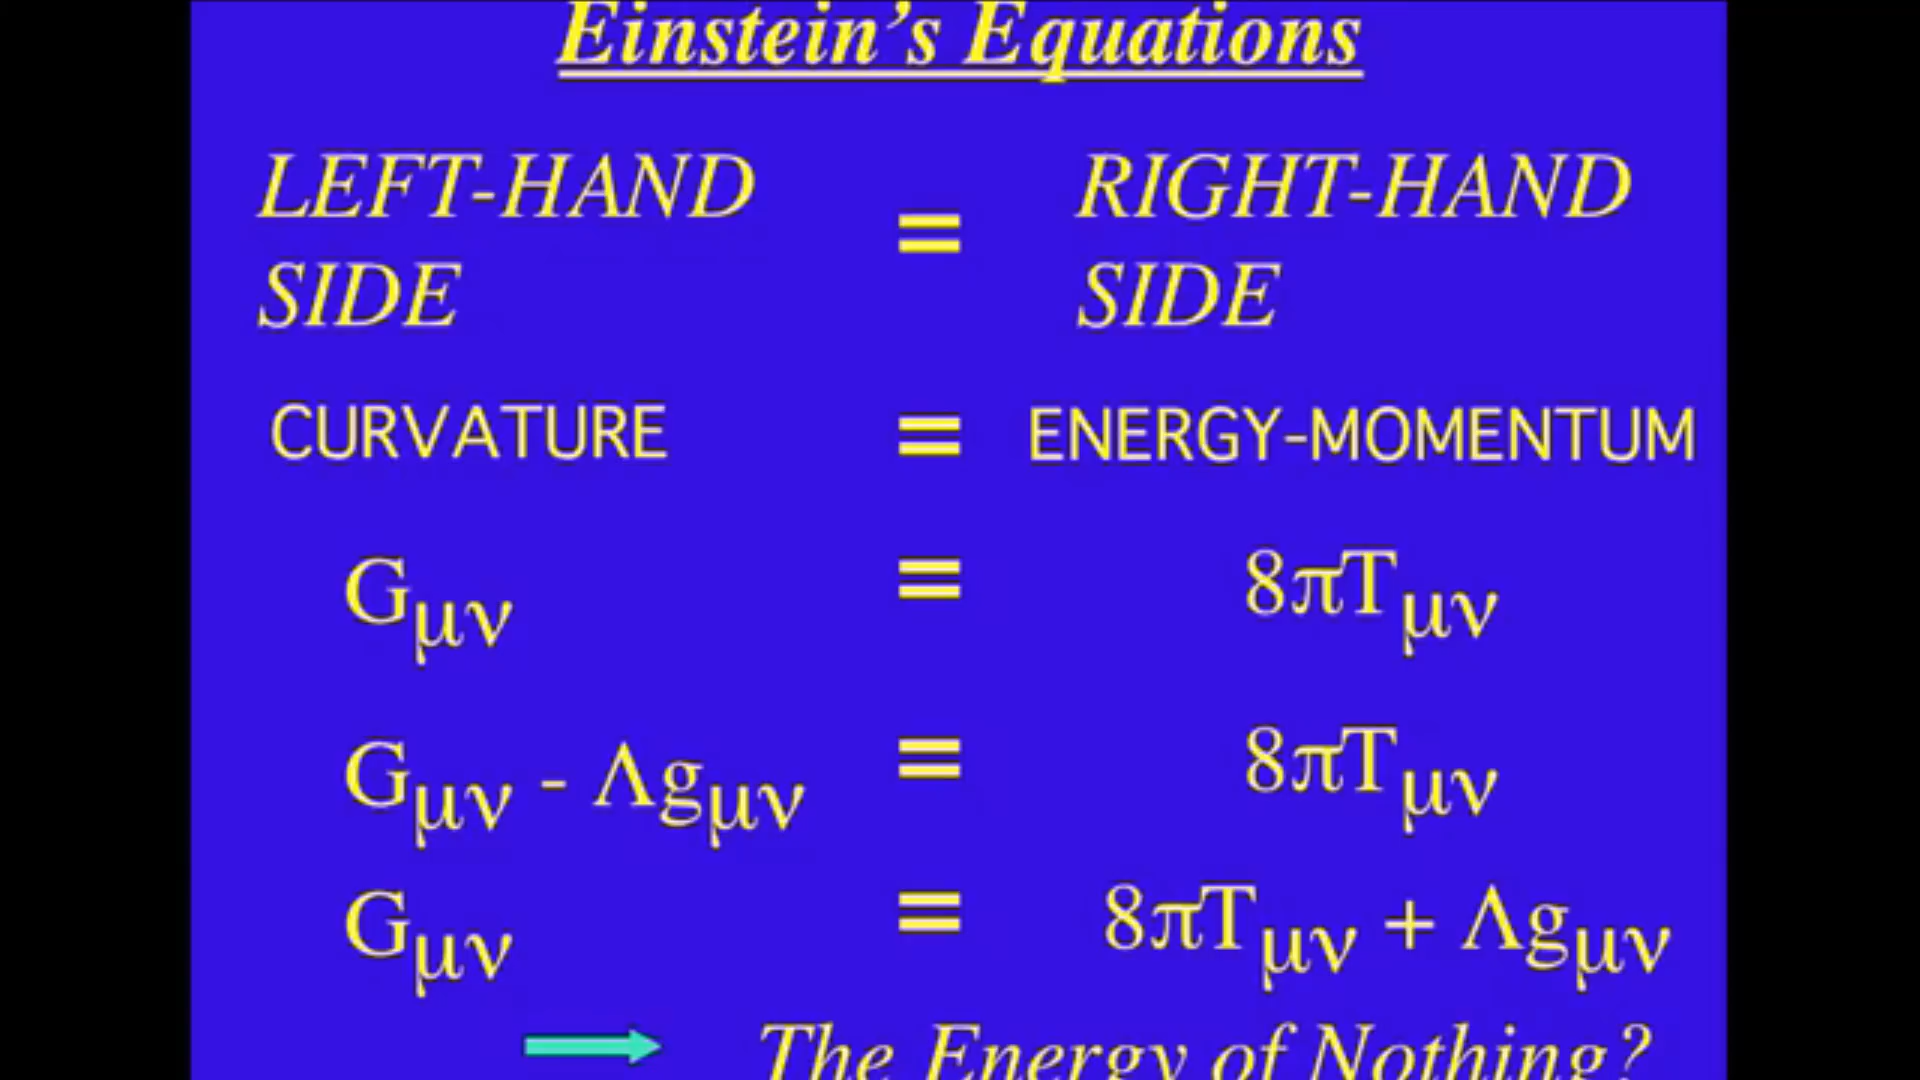 Einstein’s Equations
LEFT-HAND SIDE = RIGHT-HAND SIDE
CURVATURE = ENERGY-MOMENTUM
Gμν = 8πTμν
Gμν - Λgμν = 8πTμν
Gμν = 8πTμν + Λgμν
The Energy of Nothing?